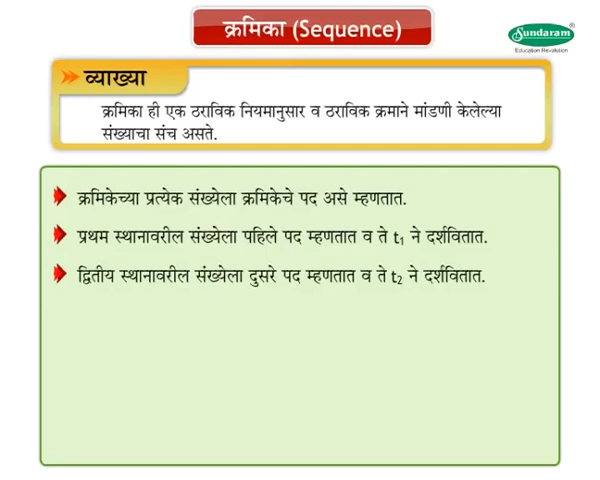 क्रमिका (Sequence)
Sundaram®
Education Revolution
व्याख्या
क्रमिका ही एक ठराविक नियमानुसार व ठराविक क्रमाने मांडणी केलेल्या
संख्याचा संच असते.
क्रमिकेच्या प्रत्येक संख्येला क्रमिकेचे पद असे म्हणतात.
प्रथम स्थानावरील संख्येला पहिले पद म्हणतात व ते t₁ ने दर्शवितात.
द्वितीय स्थानावरील संख्येला दुसरे पद म्हणतात व ते t₂ ने दर्शवितात.